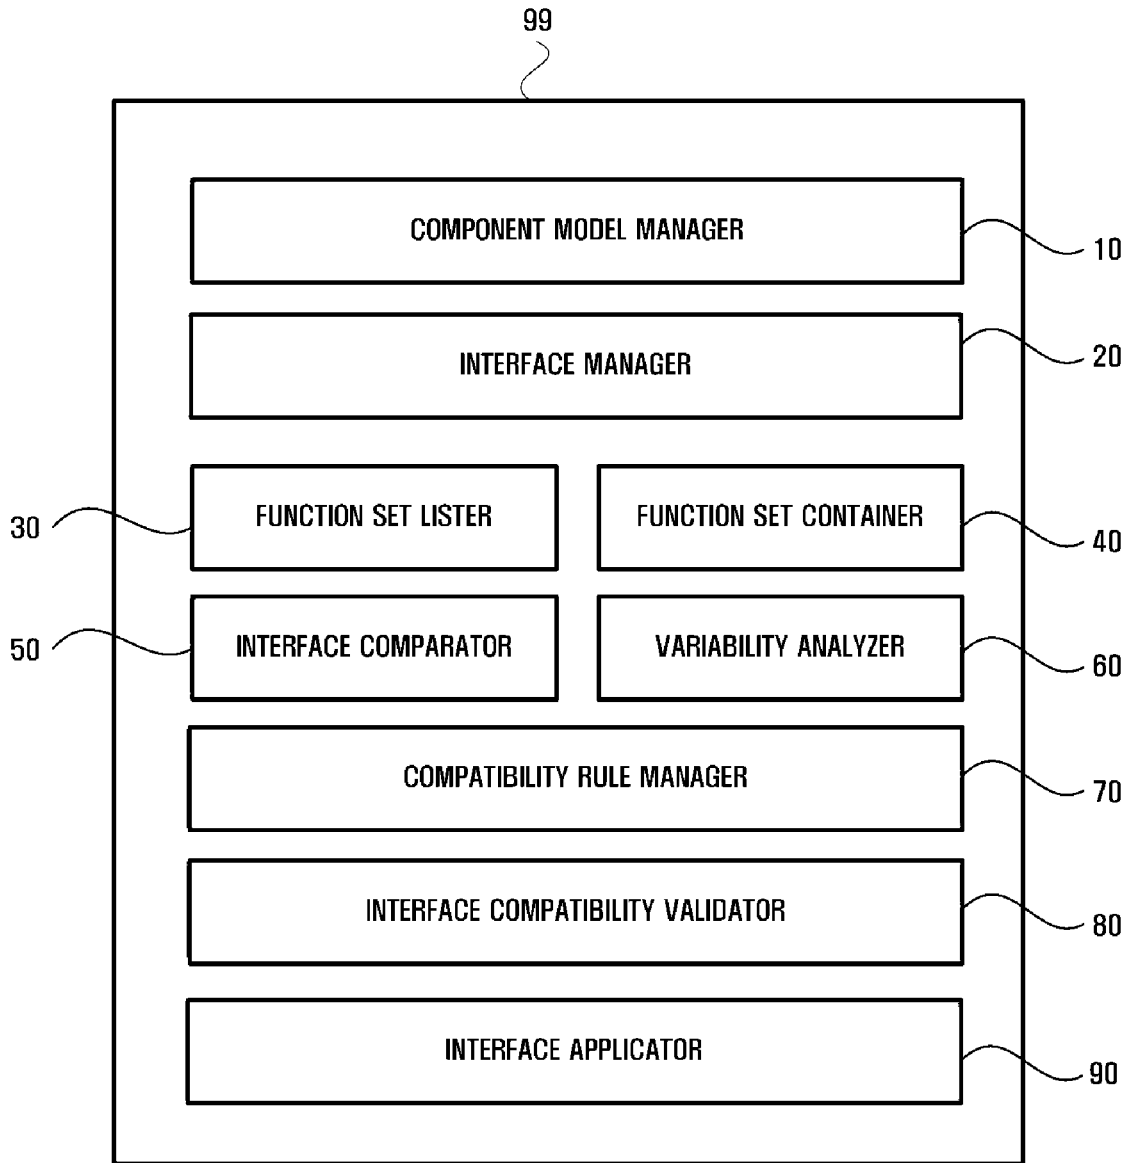 99
COMPONENT MODEL MANAGER
10
INTERFACE MANAGER
20
30
FUNCTION SET LISTER
FUNCTION SET CONTAINER
40
50
INTERFACE COMPARATOR
VARIABILITY ANALYZER
60
COMPATIBILITY RULE MANAGER
70
INTERFACE COMPATIBILITY VALIDATOR
80
INTERFACE APPLICATOR
90